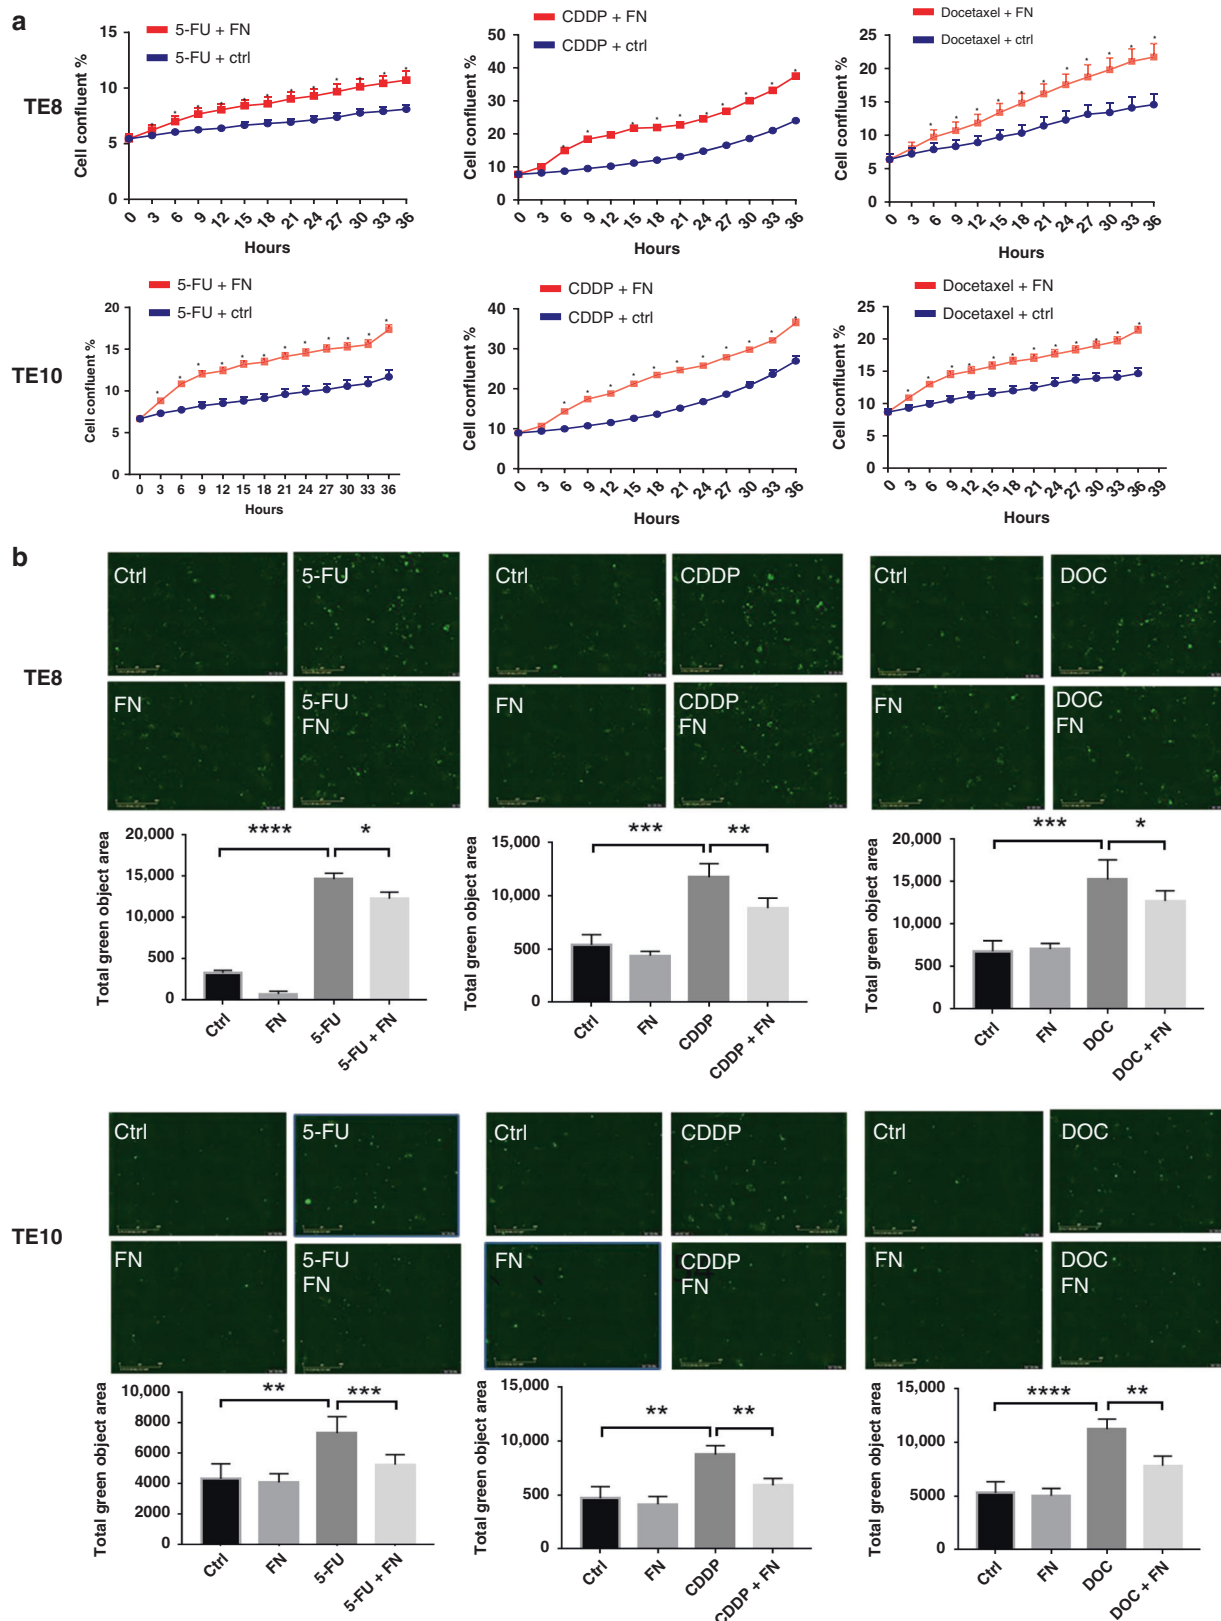 a
TE8
5-FU + FN
5-FU + ctrl
Cell confluent %
15
10
5
0
0 3 6 9 12 15 18 21 24 27 30 33 36
Hours
CDDP + FN
CDDP + ctrl
Cell confluent %
50
40
30
20
10
0
0 3 6 9 12 15 18 21 24 27 30 33 36
Hours
Docetaxel + FN
Docetaxel + ctrl
Cell confluent %
25
20
15
10
5
0
0 3 6 9 12 15 18 21 24 27 30 33 36
Hours
TE10
5-FU + FN
5-FU + ctrl
Cell confluent %
20
15
10
5
0
0 3 6 9 12 15 18 21 24 27 30 33 36
Hours
CDDP + FN
CDDP + ctrl
Cell confluent %
40
30
20
10
0
0 3 6 9 12 15 18 21 24 27 30 33 36
Hours
Docetaxel + FN
Docetaxel + ctrl
Cell confluent %
25
20
15
10
5
0
0 3 6 9 12 15 18 21 24 27 30 33 36 39
Hours
b
TE8
Ctrl
5-FU
FN
5-FU
FN
Ctrl
CDDP
FN
CDDP
FN
Ctrl
DOC
FN
DOC
FN
Total green object area
20,000
15,000
10,000
500
0
**** *
Ctrl FN 5-FU 5-FU + FN
Total green object area
15,000
10,000
500
0
*** **
Ctrl FN CDDP CDDP + FN
Total green object area
20,000
15,000
10,000
500
0
*** *
Ctrl FN DOC DOC + FN
TE10
Ctrl
5-FU
FN
5-FU
FN
Ctrl
CDDP
FN
CDDP
FN
Ctrl
DOC
FN
DOC
FN
Total green object area
10,000
8000
6000
4000
2000
0
** ***
Ctrl FN 5-FU 5-FU + FN
Total green object area
15,000
10,000
500
0
** **
Ctrl FN CDDP CDDP + FN
Total green object area
15,000
10,000
5000
0
**** **
Ctrl FN DOC DOC + FN